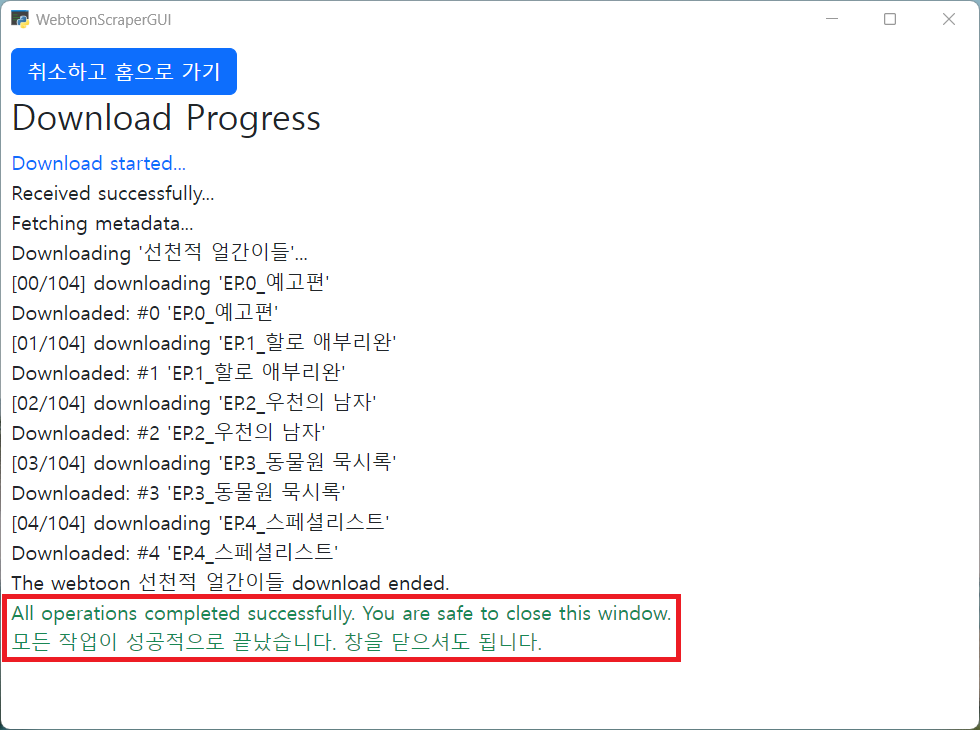 WebtoonScraperGUI
취소하고 홈으로 가기
Download Progress
Download started...
Received successfully...
Fetching metadata...
Downloading '선천적 얼간이들'...
[00/104] downloading 'EP.0_예고편'
Downloaded: #0 'EP.0_예고편'
[01/104] downloading 'EP.1_할로 애부리완'
Downloaded: #1 'EP.1_할로 애부리완'
[02/104] downloading 'EP.2_우천의 남자'
Downloaded: #2 'EP.2_우천의 남자'
[03/104] downloading 'EP.3_동물원 묵시록'
Downloaded: #3 'EP.3_동물원 묵시록'
[04/104] downloading 'EP.4_스페셜리스트'
Downloaded: #4 'EP.4_스페셜리스트'
The webtoon 선천적 얼간이들 download ended.
All operations completed successfully. You are safe to close this window.
모든 작업이 성공적으로 끝났습니다. 창을 닫으셔도 됩니다.